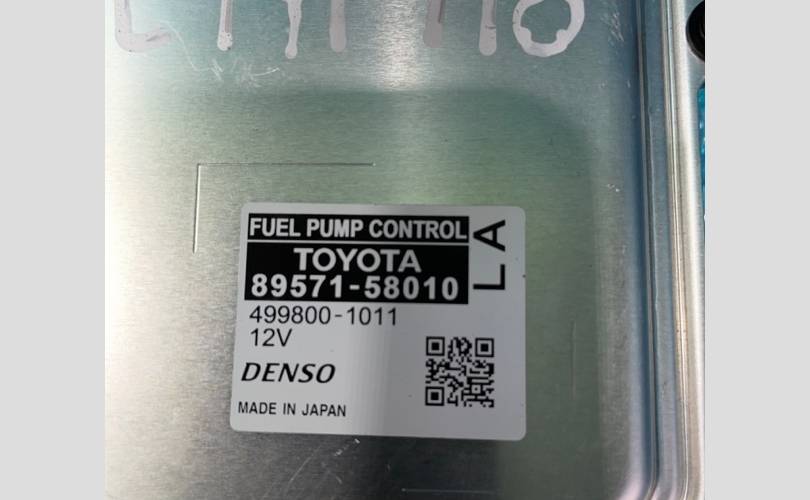 FUEL PUMP CONTROL
TOYOTA
89571-58010
LA
499800-1011
12V
DENSO
MADE IN JAPAN